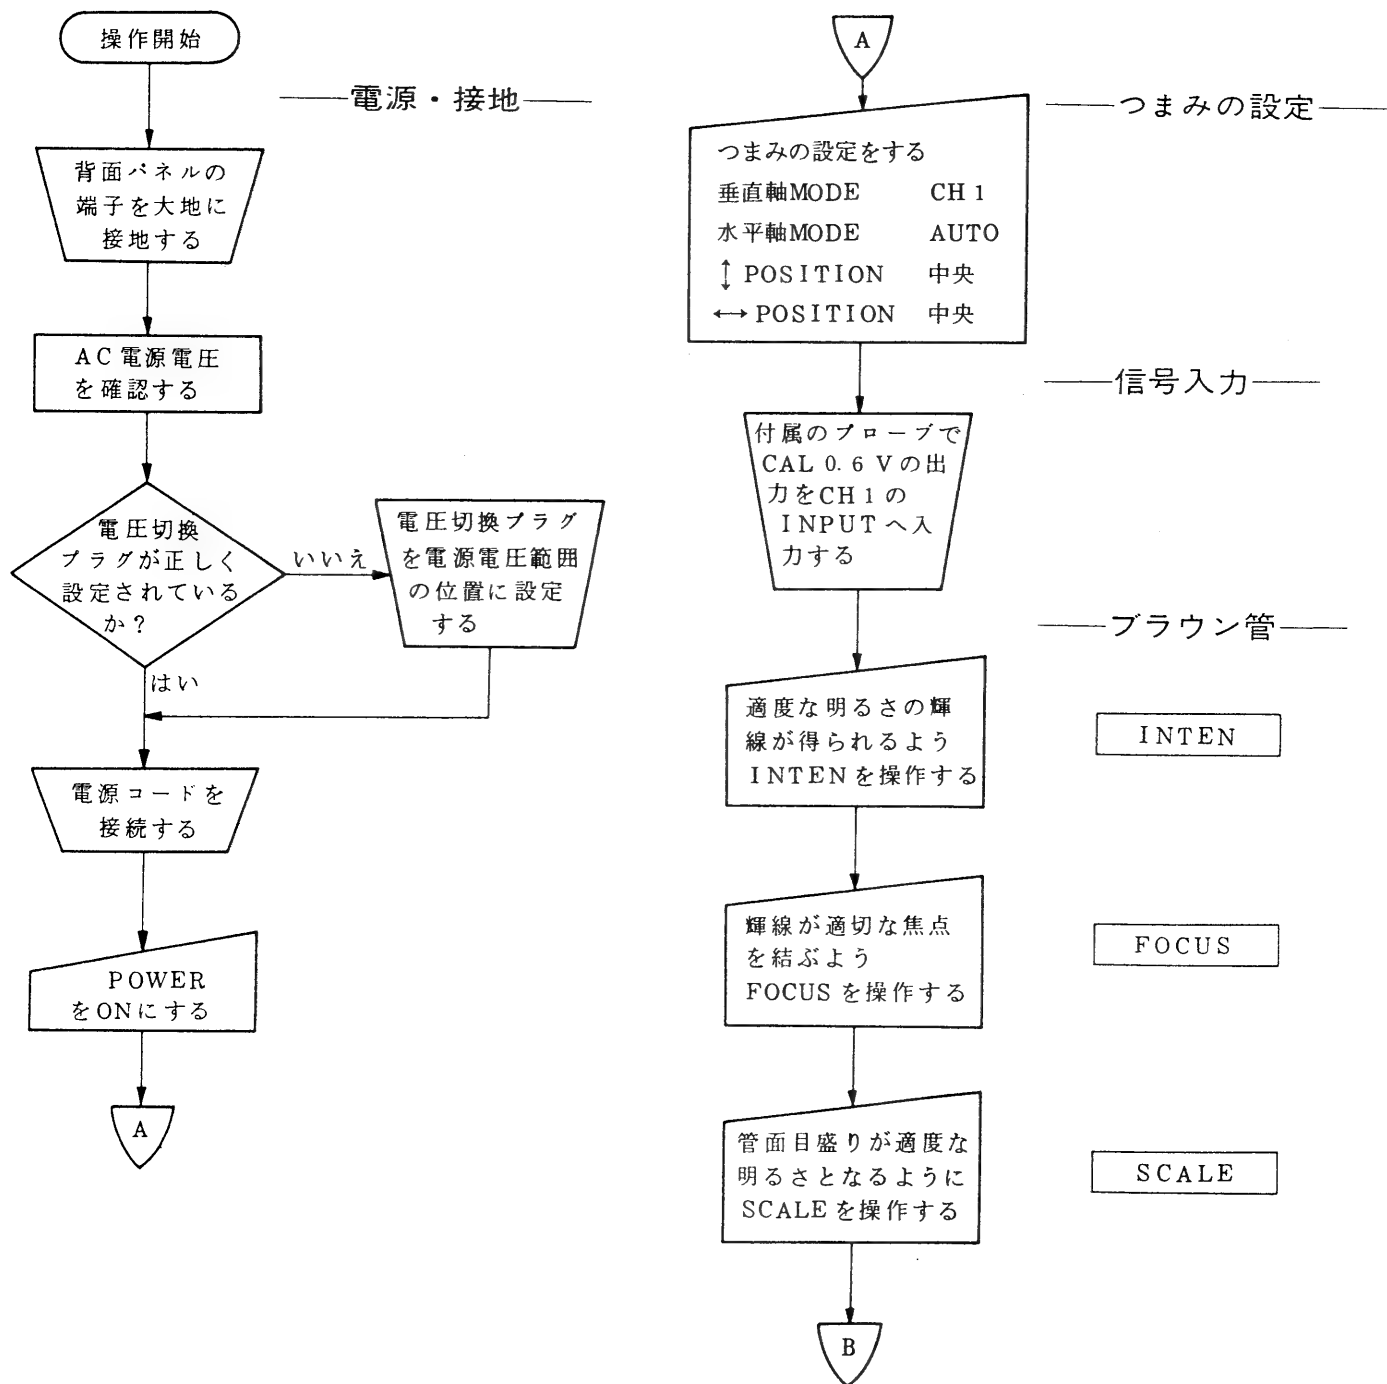 操作開始
電源・接地
背面パネルの
端子を大地に
接地する
AC電源電圧
を確認する
電圧切換
プラグが正しく
設定されている
か?
いいえ
電圧切換プラグ
を電源電圧範囲
の位置に設定
する
はい
電源コードを
接続する
POWER
をONにする
A
A
つまみの設定
つまみの設定をする
垂直軸MODE CH1
水平軸MODE AUTO
↕ POSITION 中央
↔ POSITION 中央
信号入力
付属のプローブで
CAL 0.6Vの出
力をCH1の
INPUTへ入
力する
ブラウン管
適度な明るさの輝
線が得られるよう
INTENを操作する
INTEN
輝線が適切な焦点
を結ぶよう
FOCUSを操作する
FOCUS
管面目盛りが適度な
明るさとなるように
SCALEを操作する
SCALE
B